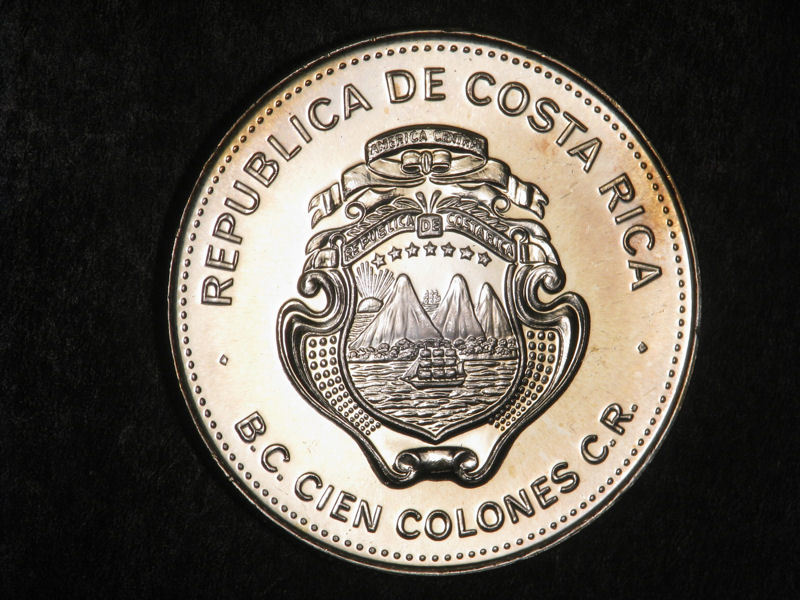 REPUBLICA DE COSTA RICA
AMERICA CENTRAL
REPUBLICA DE COSTA RICA
B.C. CIEN COLONES C.R.